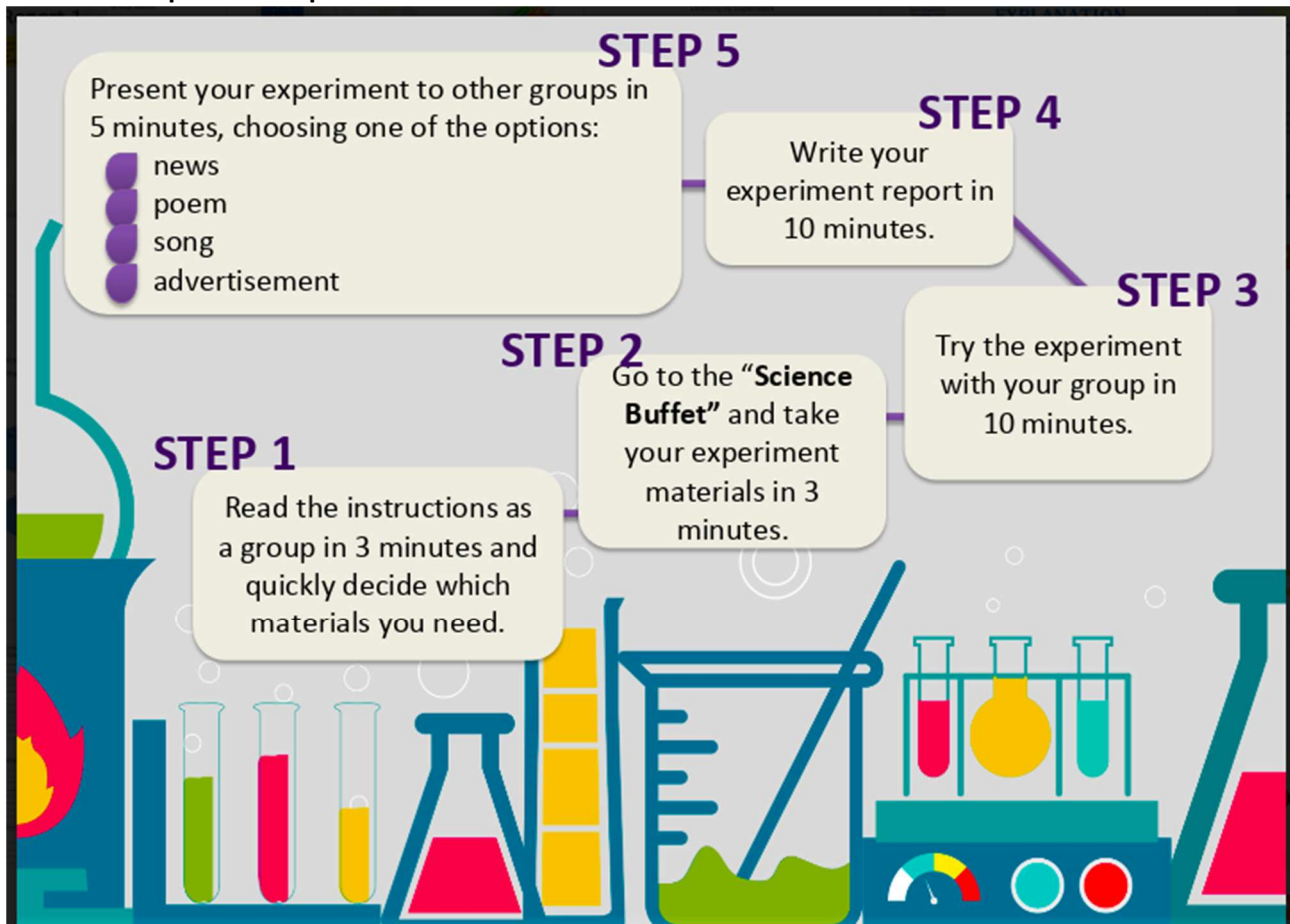 STEP 1
Read the instructions as
a group in 3 minutes and
quickly decide which
materials you need.
STEP 2
Go to the “Science
Buffet” and take
your experiment
materials in 3
minutes.
STEP 3
Try the experiment
with your group in
10 minutes.
STEP 4
Write your
experiment report in
10 minutes.
STEP 5
Present your experiment to other groups in
5 minutes, choosing one of the options:
news
poem
song
advertisement